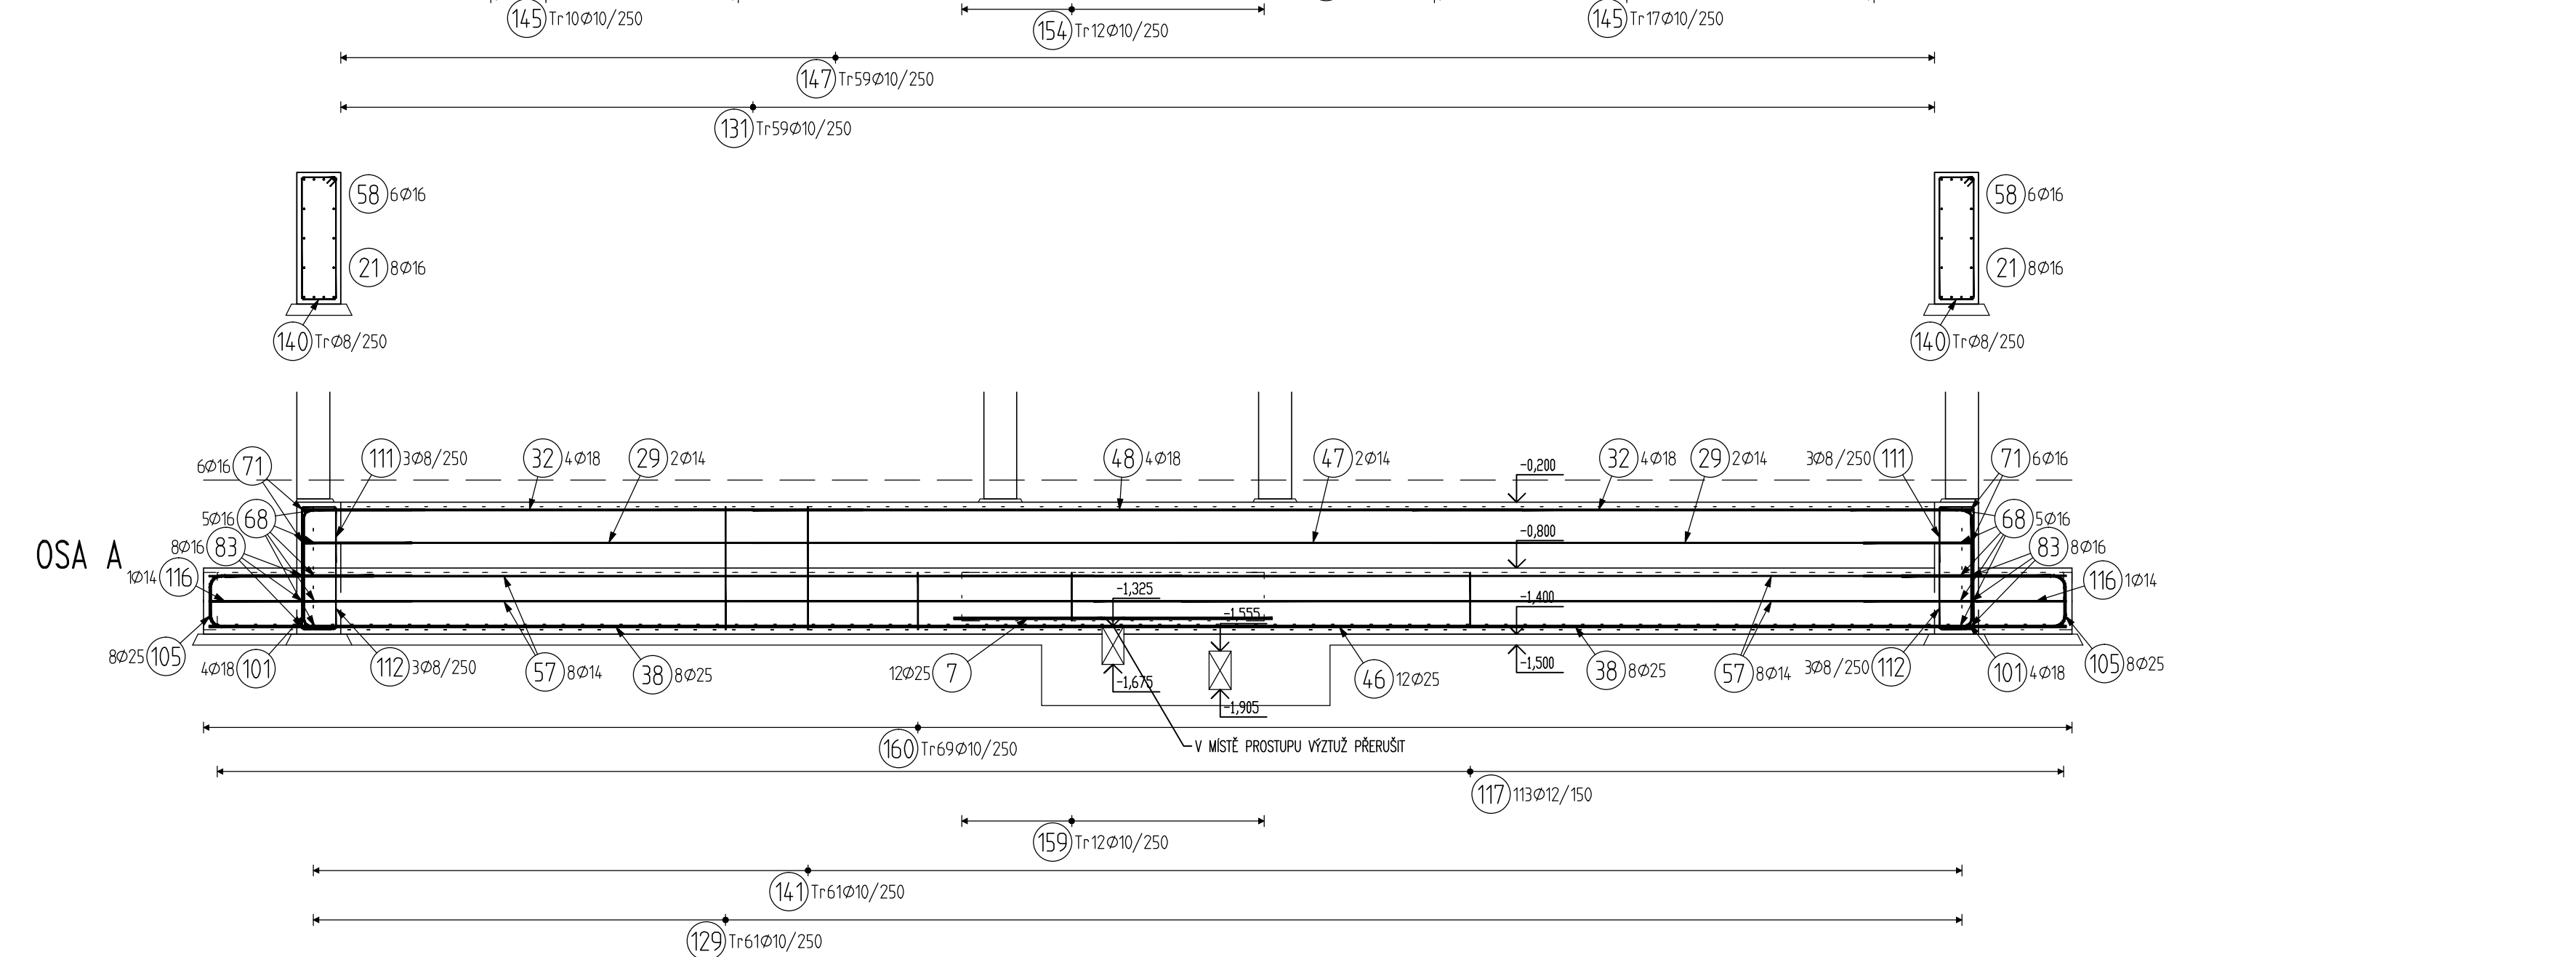 145 Tr10Ø10/250
154 Tr12Ø10/250
145 Tr17Ø10/250
147 Tr59Ø10/250
131 Tr59Ø10/250
58 6Ø16
58 6Ø16
21 8Ø16
21 8Ø16
140 TrØ8/250
140 TrØ8/250
6Ø16 71
111 3Ø8/250
32 4Ø18
29 2Ø14
48 4Ø18
47 2Ø14
-0,200
32 4Ø18
29 2Ø14
3Ø8/250 111
71 6Ø16
5Ø16 68
68 5Ø16
-0,800
OSA A
8Ø16 83
83 8Ø16
1Ø14 116
116 1Ø14
-1,325
-1,400
-1,555
8Ø25 105
4Ø18 101
112 3Ø8/250
57 8Ø14
38 8Ø25
12Ø25 7
-1,675
-1,905
46 12Ø25
-1,500
38 8Ø25
57 8Ø14
3Ø8/250 112
101 4Ø18
105 8Ø25
160 Tr69Ø10/250
V MÍSTĚ PROSTUPU VÝZTUŽ PŘERUŠIT
117 113Ø12/150
159 Tr12Ø10/250
141 Tr61Ø10/250
129 Tr61Ø10/250